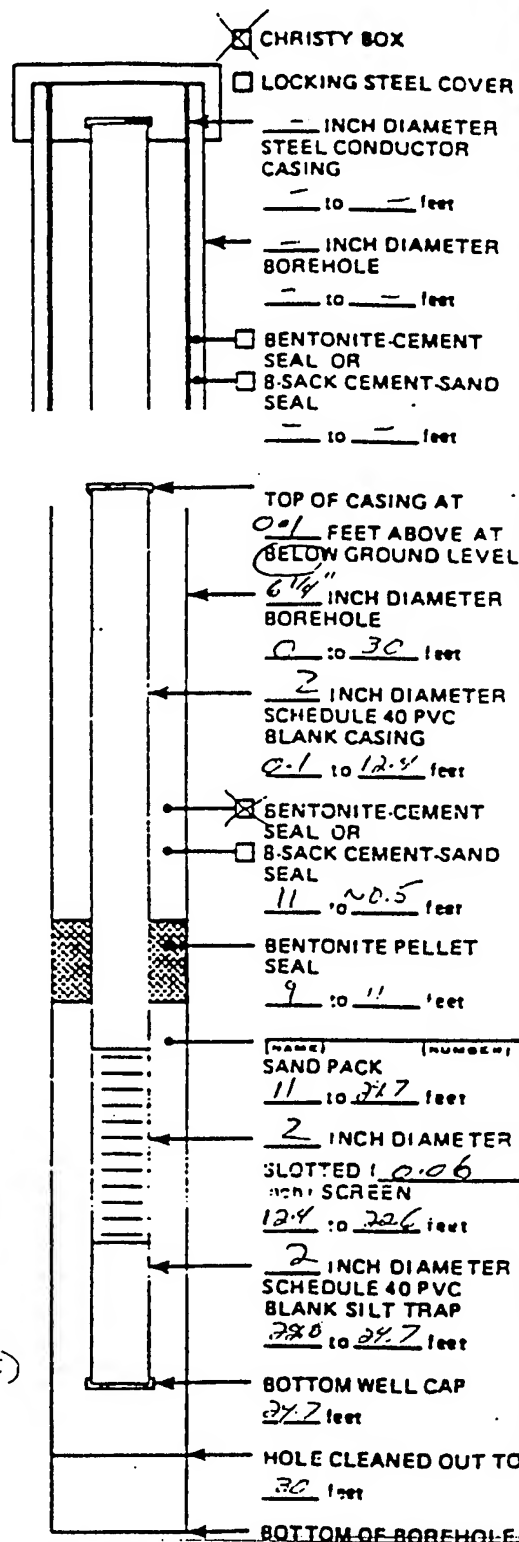 ☒ CHRISTY BOX
☐ LOCKING STEEL COVER
- INCH DIAMETER
STEEL CONDUCTOR
CASING
- to - feet
- INCH DIAMETER
BOREHOLE
- to - feet
☐ BENTONITE-CEMENT
SEAL OR
☐ 8-SACK CEMENT-SAND
SEAL
- to - feet
TOP OF CASING AT
0.1 FEET ABOVE AT
BELOW GROUND LEVEL
6 1/4" INCH DIAMETER
BOREHOLE
0 to 30 feet
2 INCH DIAMETER
SCHEDULE 40 PVC
BLANK CASING
0.1 to 12.4 feet
☒ BENTONITE-CEMENT
SEAL OR
☐ 8-SACK CEMENT-SAND
SEAL
11 to ~0.5 feet
BENTONITE PELLET
SEAL
9 to 11 feet
[NAME] [NUMBER]
SAND PACK
11 to feet
2 INCH DIAMETER
SLOTTED ( 0.06
inch) SCREEN
12.4 to feet
2 INCH DIAMETER
SCHEDULE 40 PVC
BLANK SILT TRAP
to 24.7 feet
BOTTOM WELL CAP
24.7 feet
HOLE CLEANED OUT TO
30 feet
BOTTOM OF BOREHOLE